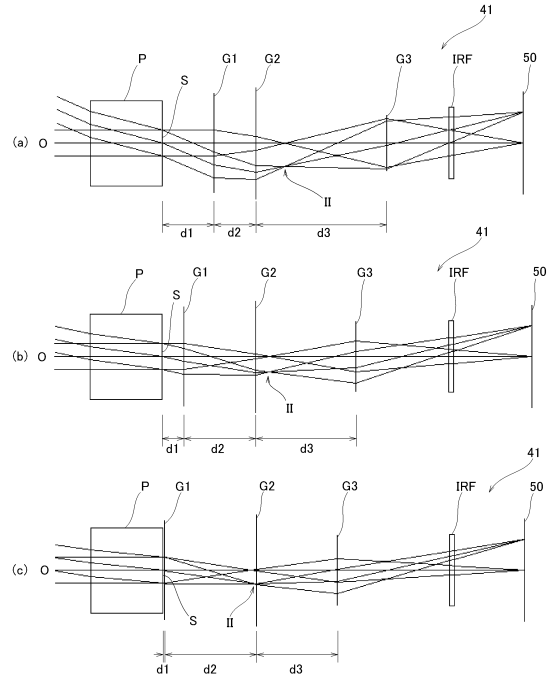 41
P S G1 G2 G3 IRF 50
(a) O
II
d1 d2 d3
41
P S G1 G2 G3 IRF 50
(b) O
II
d1 d2 d3
41
P G1 G2 G3 IRF 50
(c) O
S II
d1 d2 d3